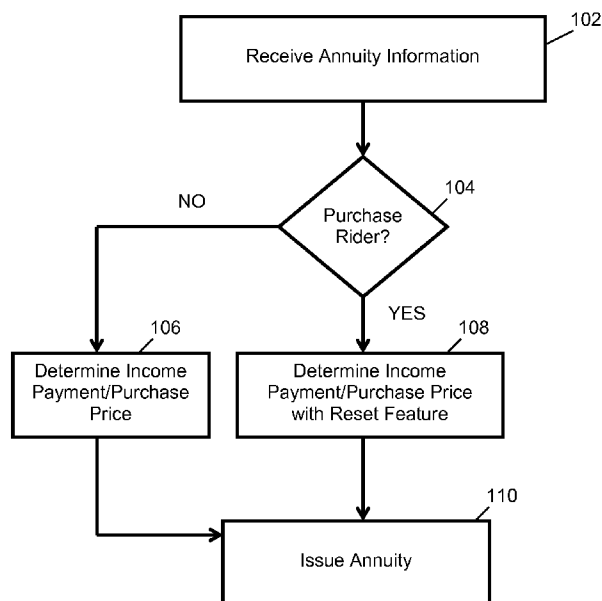 102
Receive Annuity Information
104
Purchase
Rider?
NO
YES
106
Determine Income
Payment/Purchase
Price
108
Determine Income
Payment/Purchase Price
with Reset Feature
110
Issue Annuity